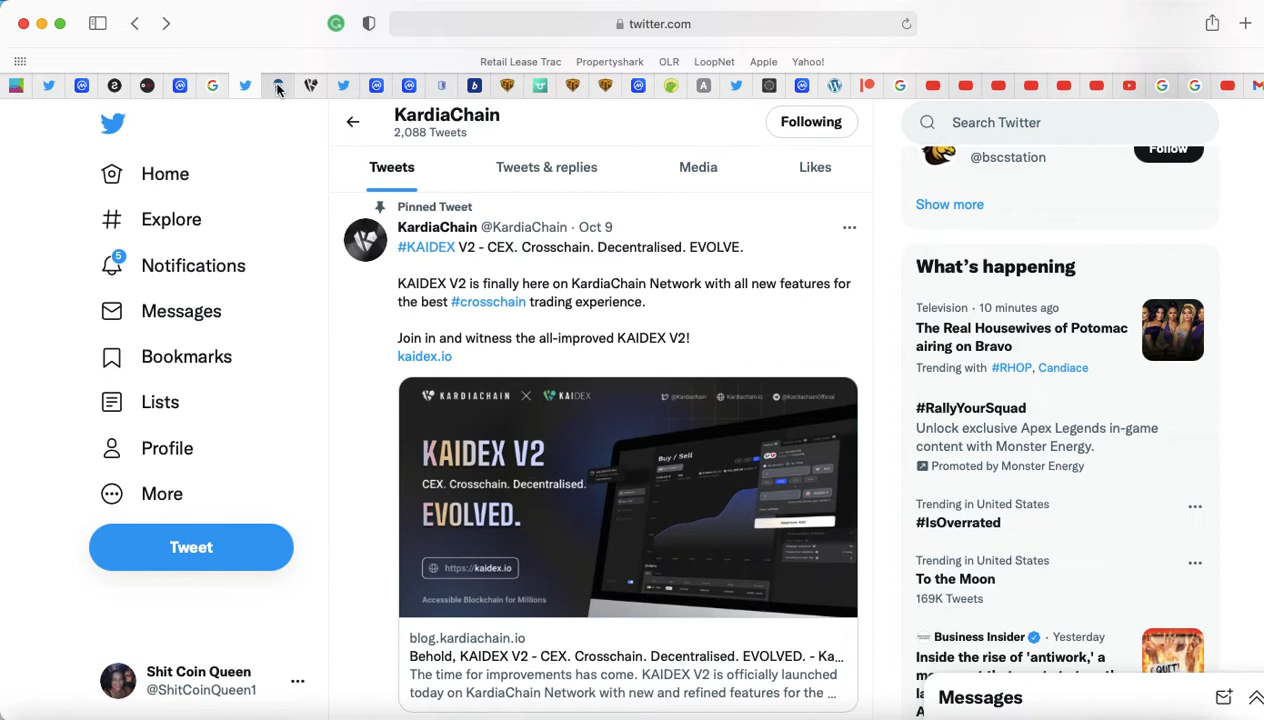 twitter.com
Retail Lease Trac Propertyshark OLR LoopNet Apple Yahoo!
KardiaChain
2,088 Tweets
Following
Search Twitter
Tweets Tweets & replies Media Likes
Home
Explore
5
Notifications
Messages
Bookmarks
Lists
Profile
More
Tweet
Shit Coin Queen
@ShitCoinQueen1
Pinned Tweet
KardiaChain @KardiaChain · Oct 9
#KAIDEX V2 - CEX. Crosschain. Decentralised. EVOLVE.
KAIDEX V2 is finally here on KardiaChain Network with all new features for
the best #crosschain trading experience.
Join in and witness the all-improved KAIDEX V2!
kaidex.io
KARDIACHAIN X KAIDEX
@Kardiachain Kardiachain.io @KardiachainOfficial
KAIDEX V2
CEX. Crosschain. Decentralised.
EVOLVED.
https://kaidex.io
Accessible Blockchain for Millions
Buy / Sell
blog.kardiachain.io
Behold, KAIDEX V2 - CEX. Crosschain. Decentralised. EVOLVED. - Ka...
The time for improvements has come. KAIDEX V2 is officially launched
today on KardiaChain Network with new and refined features for the ...
@bscstation
Follow
Show more
What's happening
Television · 10 minutes ago
The Real Housewives of Potomac
airing on Bravo
Trending with #RHOP, Candiace
#RallyYourSquad
Unlock exclusive Apex Legends in-game
content with Monster Energy.
Promoted by Monster Energy
Trending in United States
#IsOverrated
Trending in United States
To the Moon
169K Tweets
Business Insider · Yesterday
Inside the rise of 'antiwork,' a
QUIT!
Messages